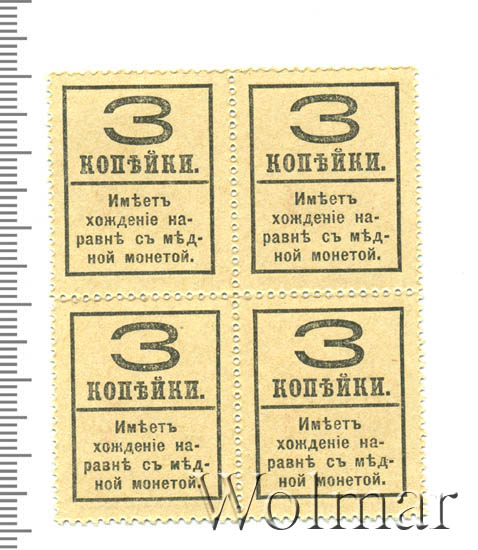 3
КОПѢЙКИ.
Имѣетъ
хожденіе на-
равнѣ съ мѣд-
ной монетой.
3
КОПѢЙКИ.
Имѣетъ
хожденіе на-
равнѣ съ мѣд-
ной монетой.
3
КОПѢЙКИ.
Имѣетъ
хожденіе на-
равнѣ съ мѣд-
ной монетой.
3
КОПѢЙКИ.
Имѣетъ
хожденіе на-
равнѣ съ мѣд-
ной монетой.
Wolmar